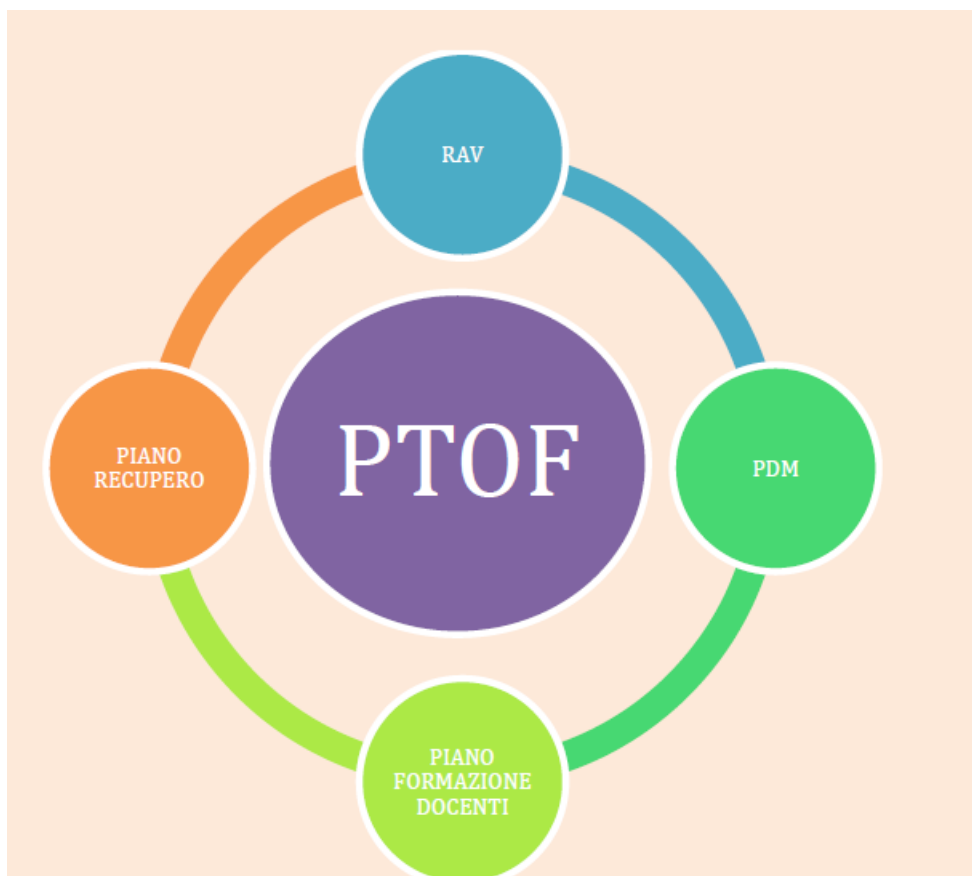 RAV
PIANO
RECUPERO
PTOF
PDM
PIANO
FORMAZIONE
DOCENTI